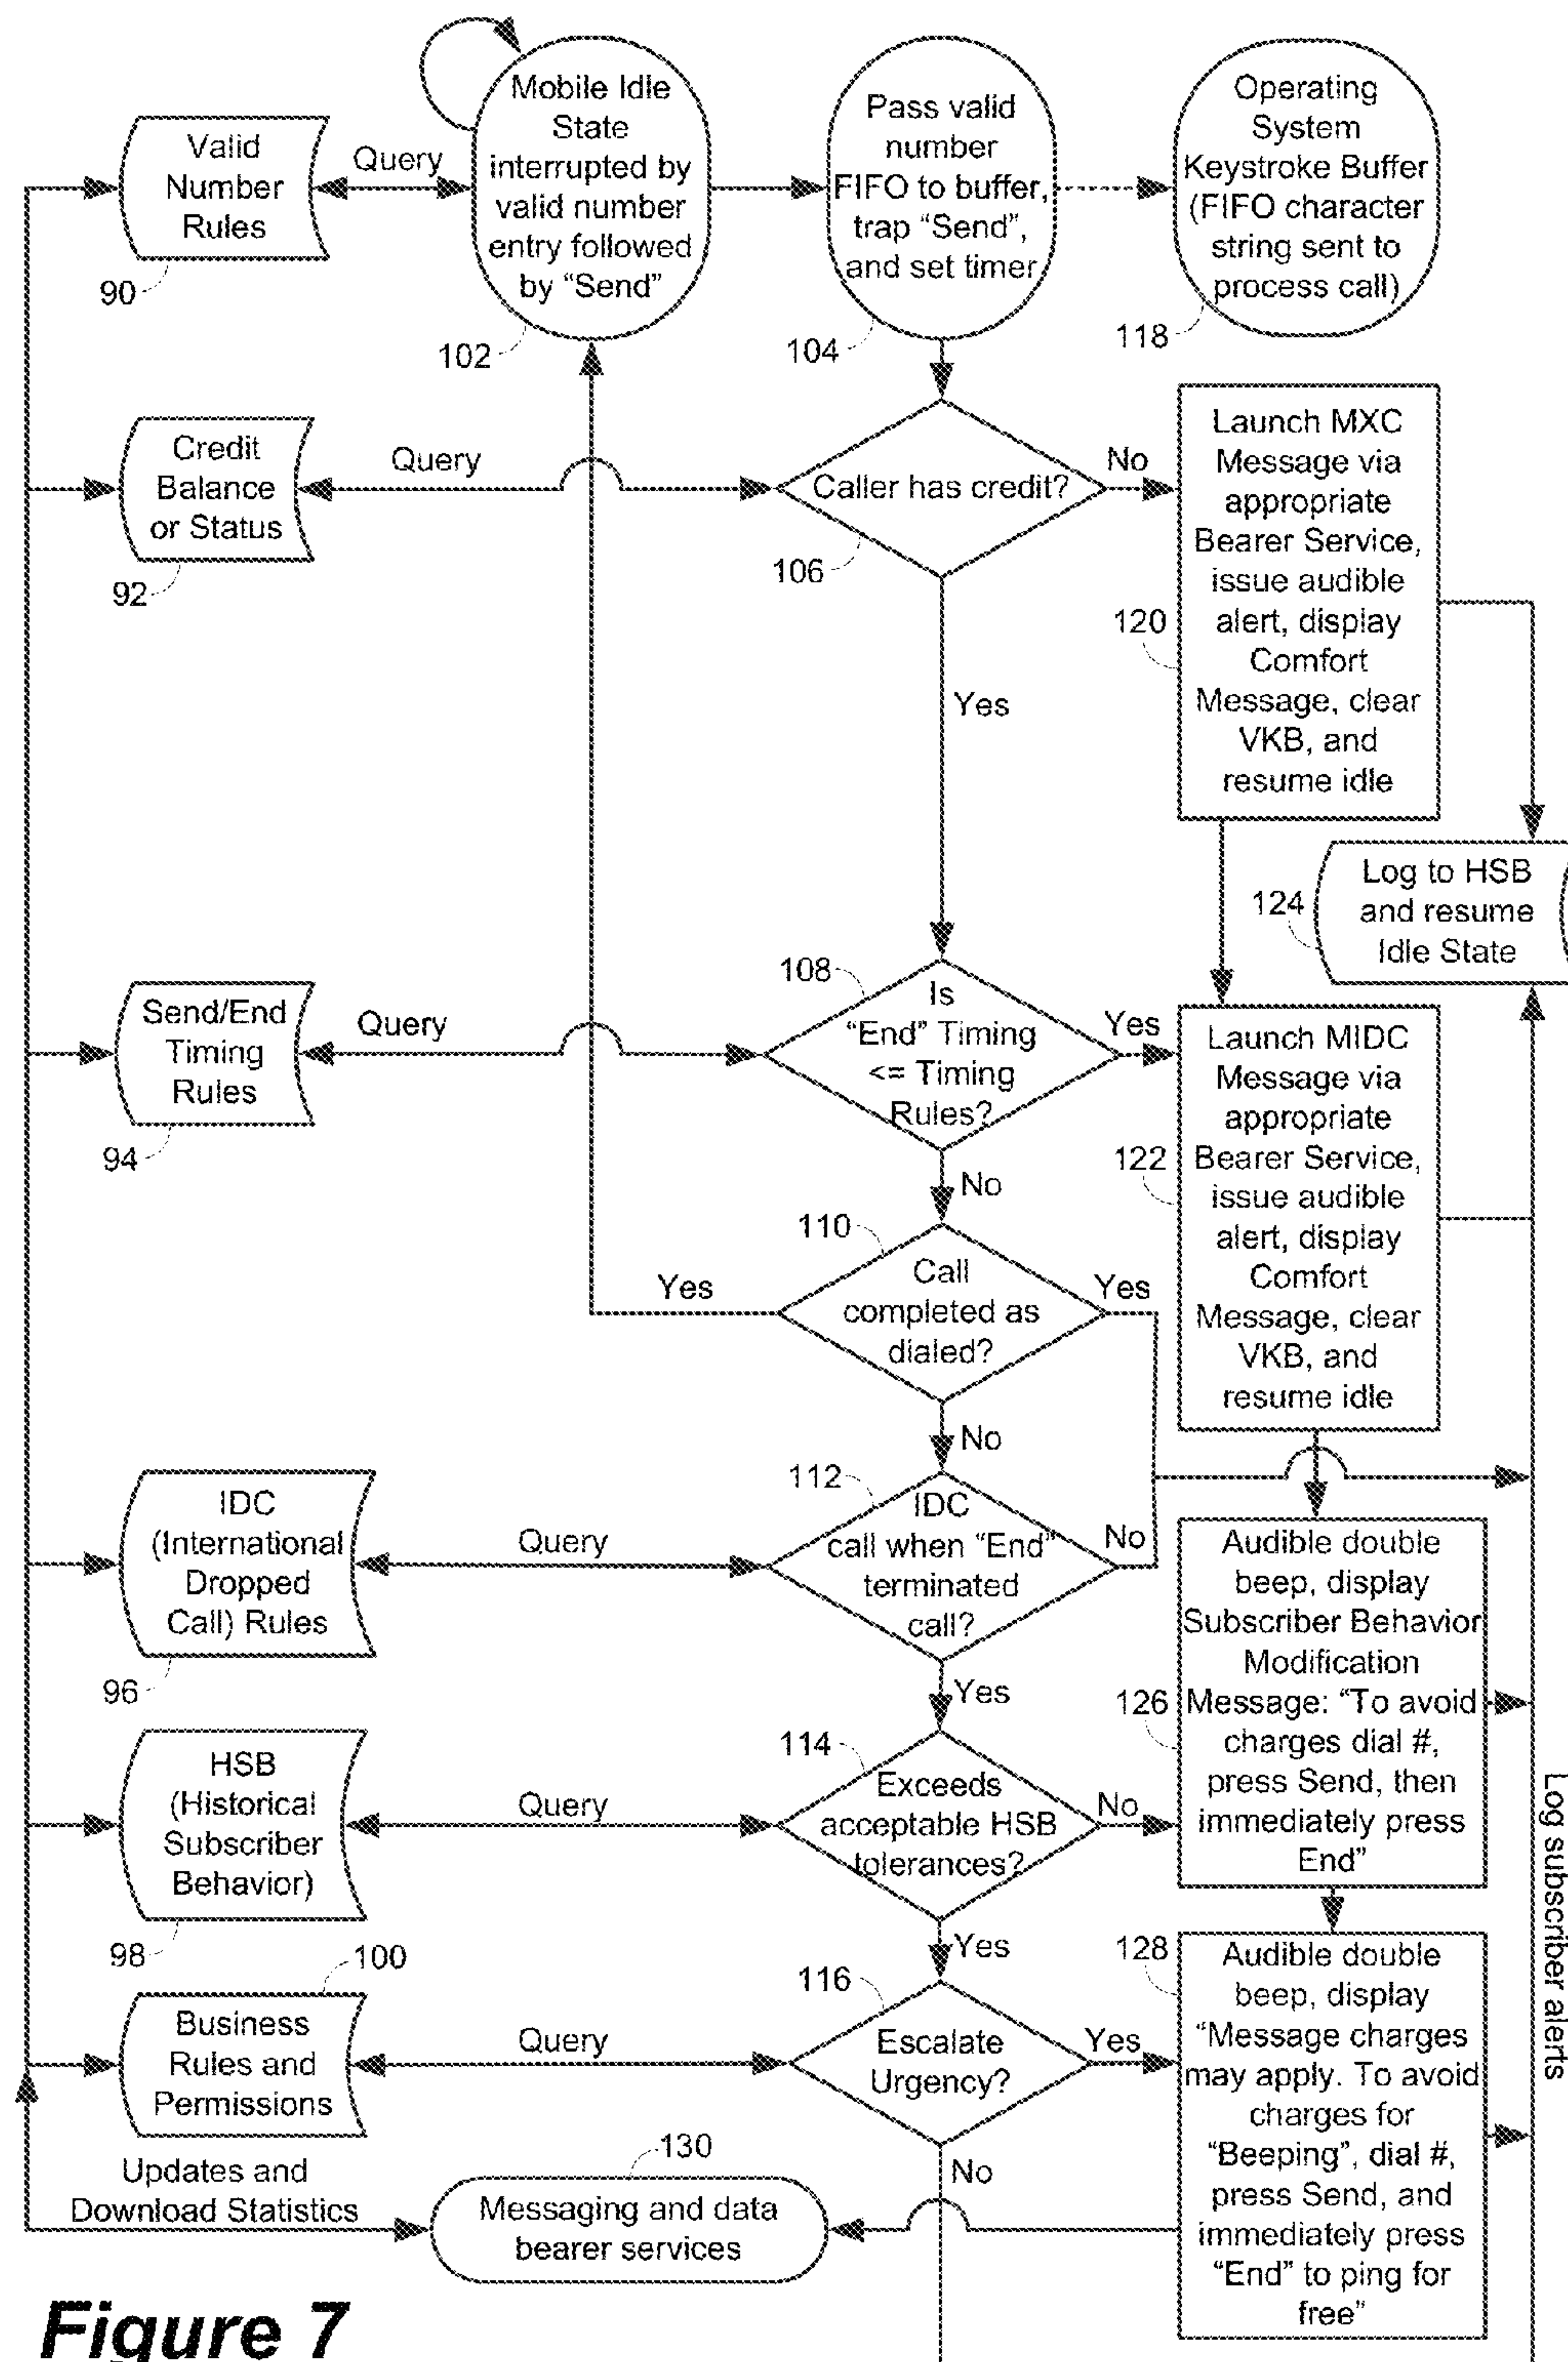 Valid
Number
Rules
90
Query
Mobile Idle
State
interrupted by
valid number
entry followed
by “Send”
102
Pass valid
number
FIFO to buffer,
trap “Send”,
and set timer
104
Operating
System
Keystroke Buffer
(FIFO character
string sent to
process call)
118
Credit
Balance
or Status
92
Query
Caller has credit?
106
No
Yes
Launch MXC
Message via
appropriate
Bearer Service,
issue audible
alert, display
Comfort
Message, clear
VKB, and
resume idle
120
Log to HSB
and resume
Idle State
124
Send/End
Timing
Rules
94
Query
108
Is
“End” Timing
<= Timing
Rules?
Yes
No
Launch MIDC
Message via
appropriate
Bearer Service,
issue audible
alert, display
Comfort
Message, clear
VKB, and
resume idle
122
110
Yes
Call
completed as
dialed?
Yes
No
IDC
(International
Dropped
Call) Rules
96
Query
112
IDC
call when “End”
terminated
call?
No
Yes
Audible double
beep, display
Subscriber Behavior
Modification
Message: “To avoid
charges dial #,
press Send, then
immediately press
End”
126
HSB
(Historical
Subscriber
Behavior)
98
Query
114
Exceeds
acceptable HSB
tolerances?
No
Yes
Log subscriber alerts
100
Business
Rules and
Permissions
Query
116
Escalate
Urgency?
Yes
No
128
Audible double
beep, display
“Message charges
may apply. To avoid
charges for
“Beeping”, dial #,
press Send, and
immediately press
“End” to ping for
free”
Updates and
Download Statistics
130
Messaging and data
bearer services
Figure 7